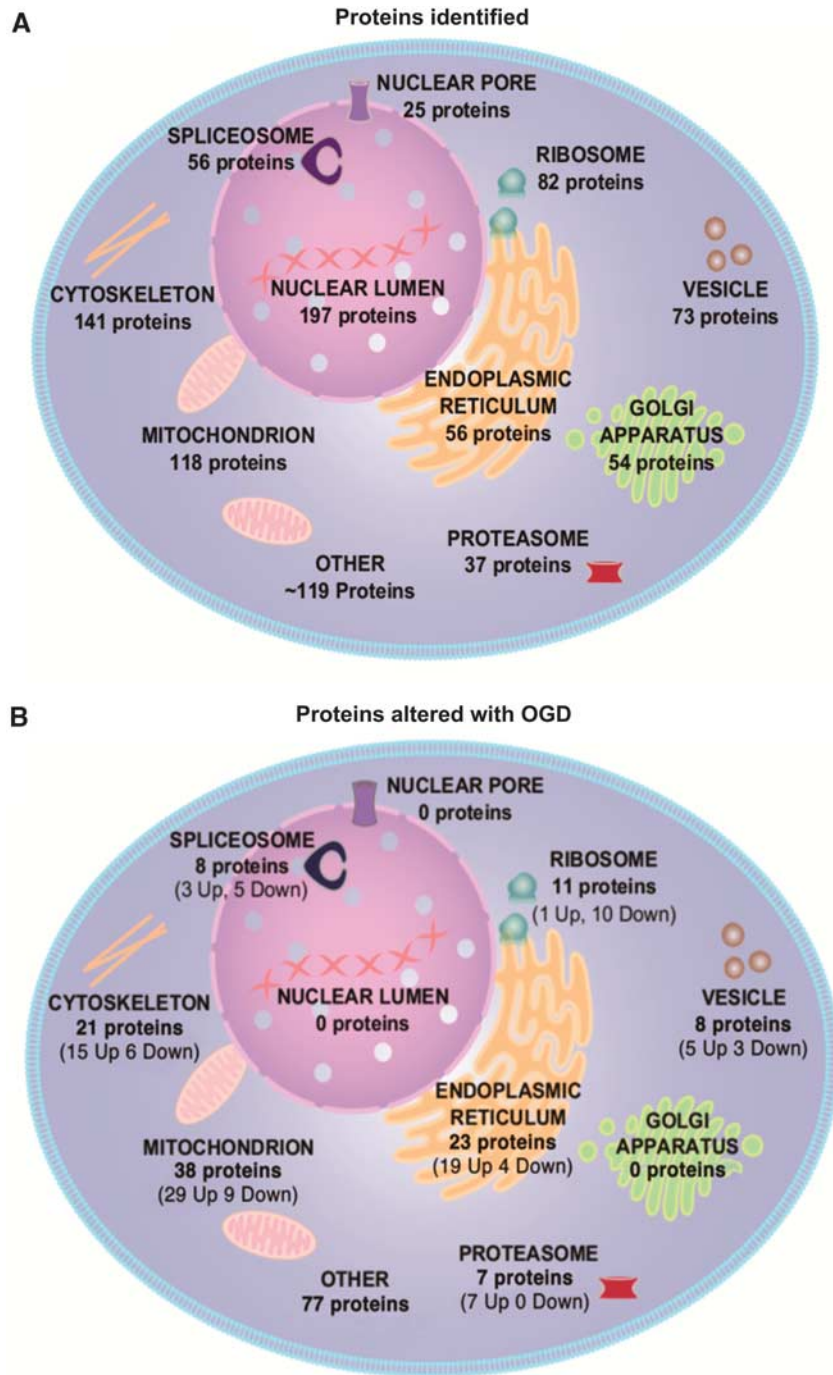 A
Proteins identified
NUCLEAR PORE
25 proteins
SPLICEOSOME
56 proteins
RIBOSOME
82 proteins
CYTOSKELETON
141 proteins
NUCLEAR LUMEN
197 proteins
VESICLE
73 proteins
ENDOPLASMIC
RETICULUM
56 proteins
GOLGI
APPARATUS
54 proteins
MITOCHONDRION
118 proteins
PROTEASOME
37 proteins
OTHER
~119 Proteins
B
Proteins altered with OGD
NUCLEAR PORE
0 proteins
SPLICEOSOME
8 proteins
(3 Up, 5 Down)
RIBOSOME
11 proteins
(1 Up, 10 Down)
CYTOSKELETON
21 proteins
(15 Up 6 Down)
NUCLEAR LUMEN
0 proteins
VESICLE
8 proteins
(5 Up 3 Down)
ENDOPLASMIC
RETICULUM
23 proteins
(19 Up 4 Down)
GOLGI
APPARATUS
0 proteins
MITOCHONDRION
38 proteins
(29 Up 9 Down)
PROTEASOME
7 proteins
(7 Up 0 Down)
OTHER
77 proteins